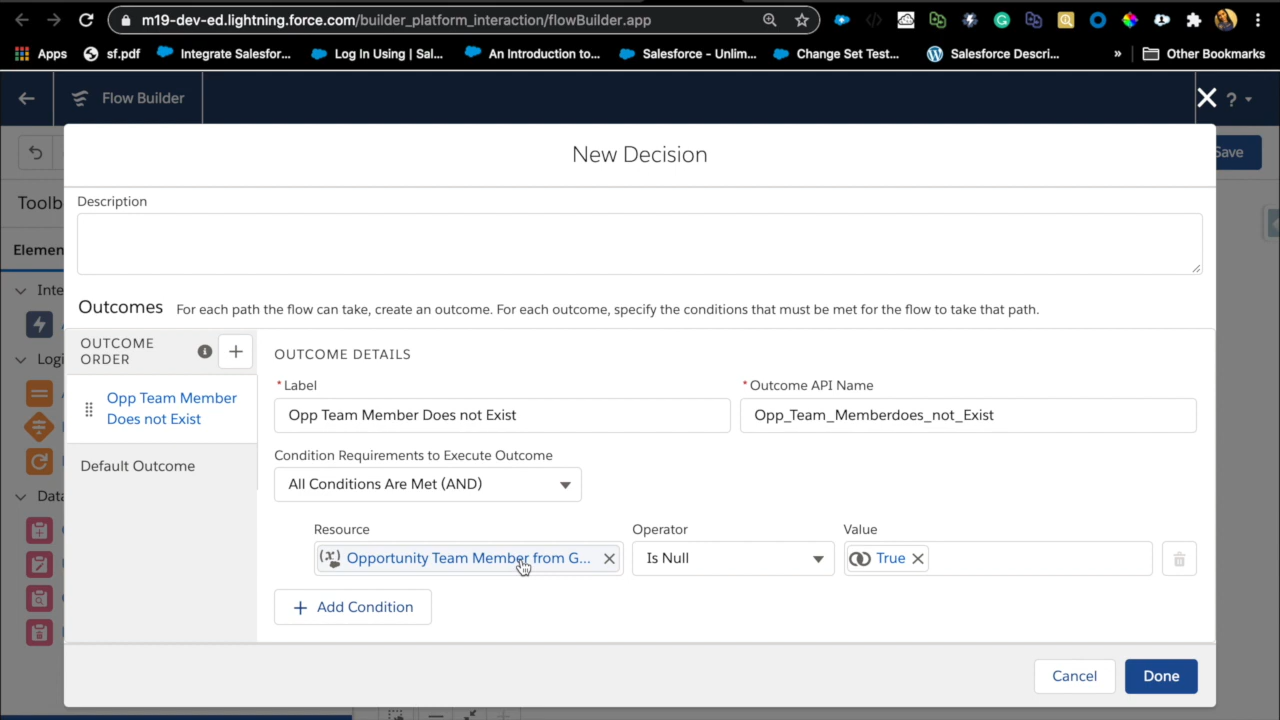 m19-dev-ed.lightning.force.com/builder_platform_interaction/flowBuilder.app
Apps sf.pdf Integrate Salesfor... Log In Using | Sal... An Introduction to... Salesforce - Unlim... Change Set Test... Salesforce Descri... » Other Bookmarks
Flow Builder
?
New Decision
Save
Toolb
Description
Elemen
Inte
Outcomes For each path the flow can take, create an outcome. For each outcome, specify the conditions that must be met for the flow to take that path.
OUTCOME ORDER
OUTCOME DETAILS
Logi
* Label
* Outcome API Name
Opp Team Member
Does not Exist
Opp Team Member Does not Exist
Opp_Team_Memberdoes_not_Exist
Default Outcome
Condition Requirements to Execute Outcome
All Conditions Are Met (AND)
Data
Resource Operator Value
Opportunity Team Member from G... Is Null True
+ Add Condition
Cancel Done